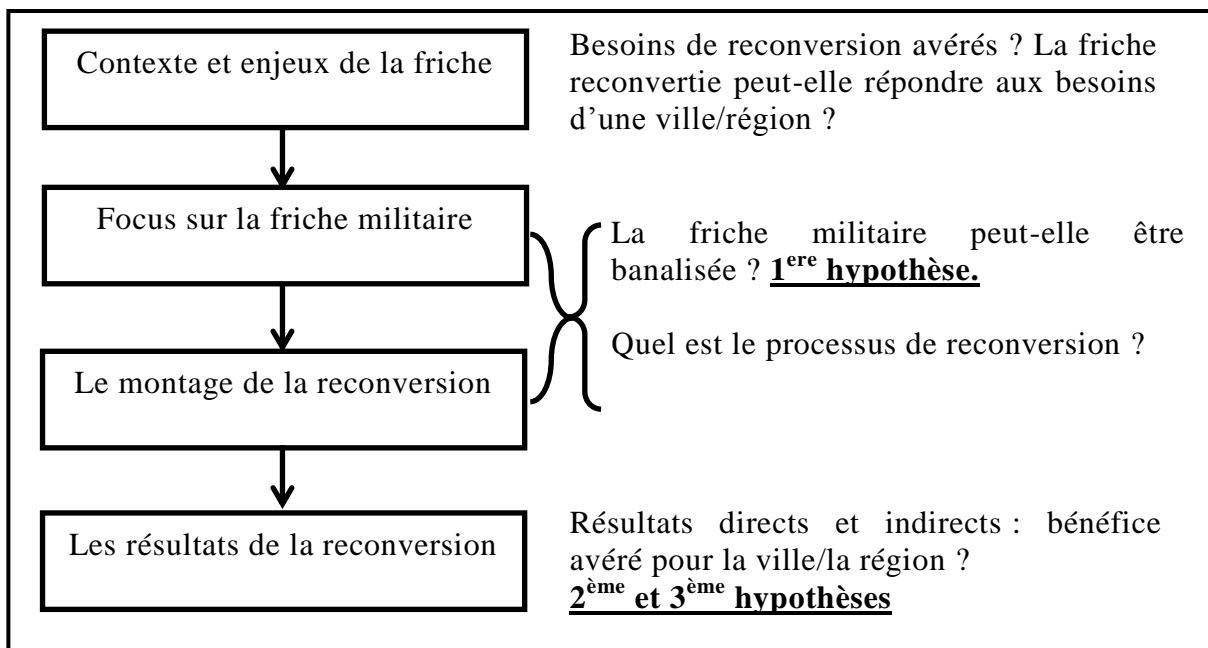 Contexte et enjeux de la friche
Besoins de reconversion avérés ? La friche
reconvertie peut-elle répondre aux besoins
d’une ville/région ?
Focus sur la friche militaire
La friche militaire peut-elle être
banalisée ? 1ere hypothèse.
Quel est le processus de reconversion ?
Le montage de la reconversion
Les résultats de la reconversion
Résultats directs et indirects : bénéfice
avéré pour la ville/la région ?
2ème et 3ème hypothèses